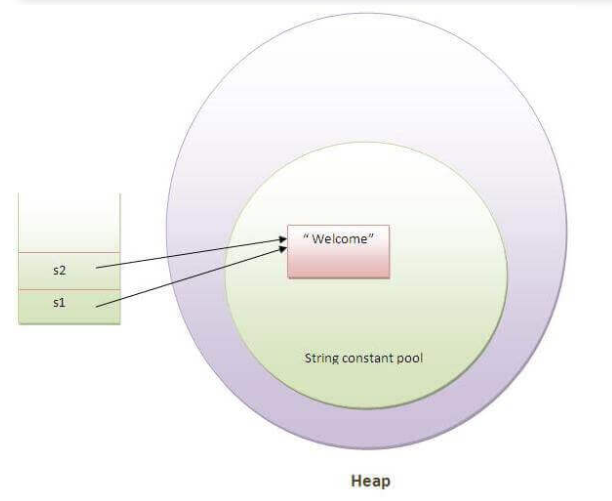 "Welcome"
s2
s1
String constant pool
Heap